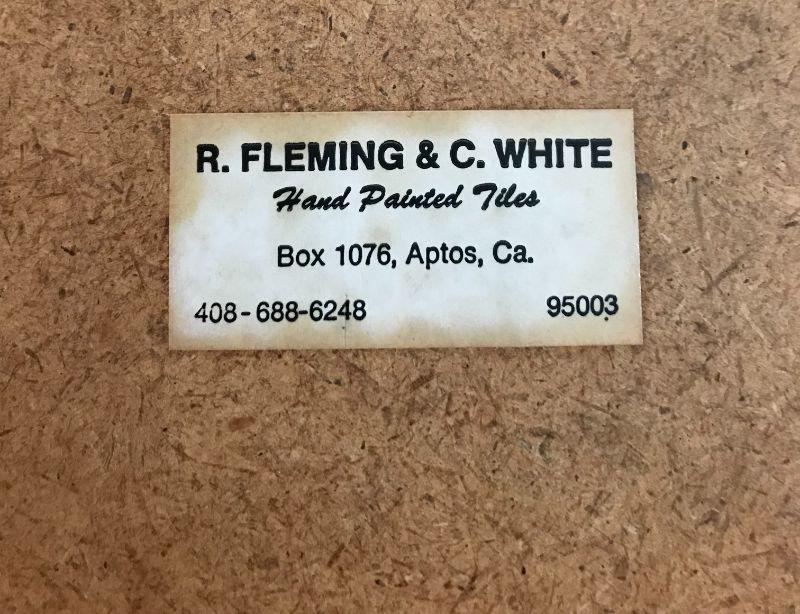 R. FLEMING & C. WHITE
Hand Painted Tiles
Box 1076, Aptos, Ca.
408-688-6248 95003